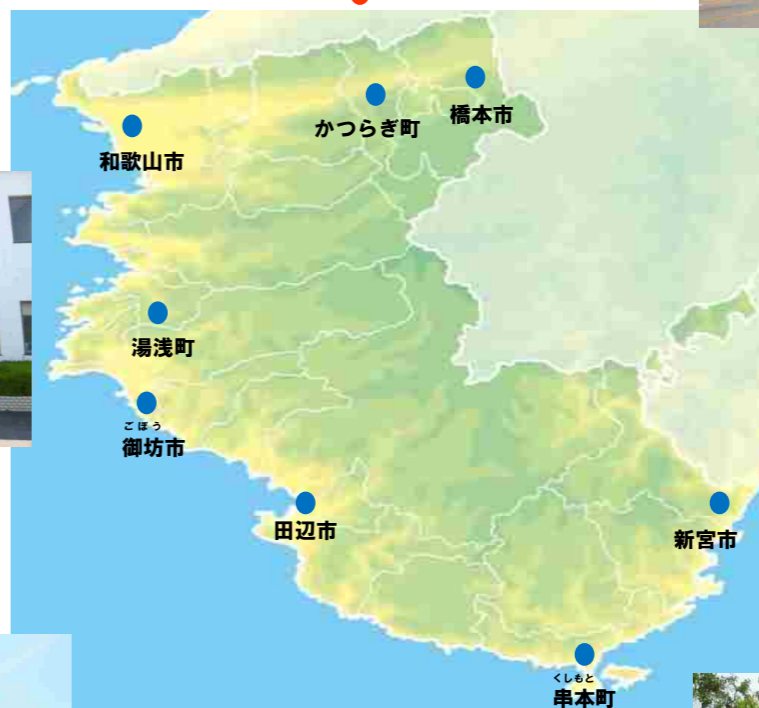 橋本市
かつらぎ町
和歌山市
湯浅町
ごぼう
御坊市
田辺市
新宮市
くしもと
串本町